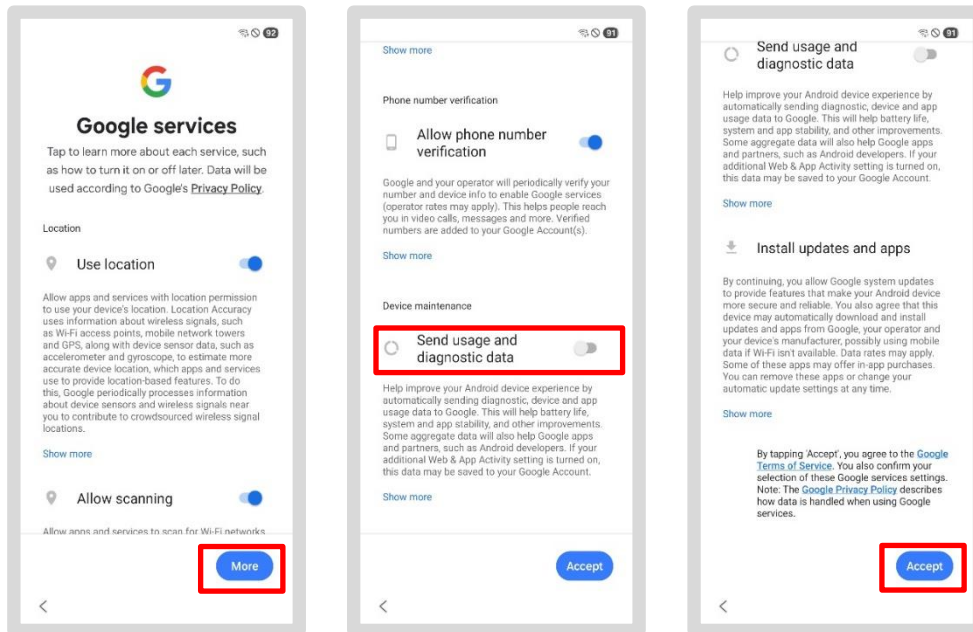 92
G
Google services
Tap to learn more about each service, such
as how to turn it on or off later. Data will be
used according to Google's Privacy Policy.
Location
Use location
Allow apps and services with location permission
to use your device's location. Location Accuracy
uses information about wireless signals, such
as Wi-Fi access points, mobile network towers
and GPS, along with device sensor data, such as
accelerometer and gyroscope, to estimate more
accurate device location, which apps and services
use to provide location-based features. To do
this, Google periodically processes information
about device sensors and wireless signals near
you to contribute to crowdsourced wireless signal
locations.
Show more
Allow scanning
Allow apps and services to scan for Wi-Fi networks
More
91
Show more
Phone number verification
Allow phone number
verification
Google and your operator will periodically verify your
number and device info to enable Google services
(operator rates may apply). This helps people reach
you in video calls, messages and more. Verified
numbers are added to your Google Account(s).
Show more
Device maintenance
Send usage and
diagnostic data
Help improve your Android device experience by
automatically sending diagnostic, device and app
usage data to Google. This will help battery life,
system and app stability, and other improvements.
Some aggregate data will also help Google apps
and partners, such as Android developers. If your
additional Web & App Activity setting is turned on,
this data may be saved to your Google Account.
Show more
Accept
91
Send usage and
diagnostic data
Help improve your Android device experience by
automatically sending diagnostic, device and app
usage data to Google. This will help battery life,
system and app stability, and other improvements.
Some aggregate data will also help Google apps
and partners, such as Android developers. If your
additional Web & App Activity setting is turned on,
this data may be saved to your Google Account.
Show more
Install updates and apps
By continuing, you allow Google system updates
to provide features that make your Android device
more secure and reliable. You also agree that this
device may automatically download and install
updates and apps from Google, your operator and
your device's manufacturer, possibly using mobile
data if Wi-Fi isn't available. Data rates may apply.
Some of these apps may offer in-app purchases.
You can remove these apps or change your
automatic update settings at any time.
Show more
By tapping 'Accept', you agree to the Google
Terms of Service. You also confirm your
selection of these Google services settings.
Note: The Google Privacy Policy describes
how data is handled when using Google
services.
Accept